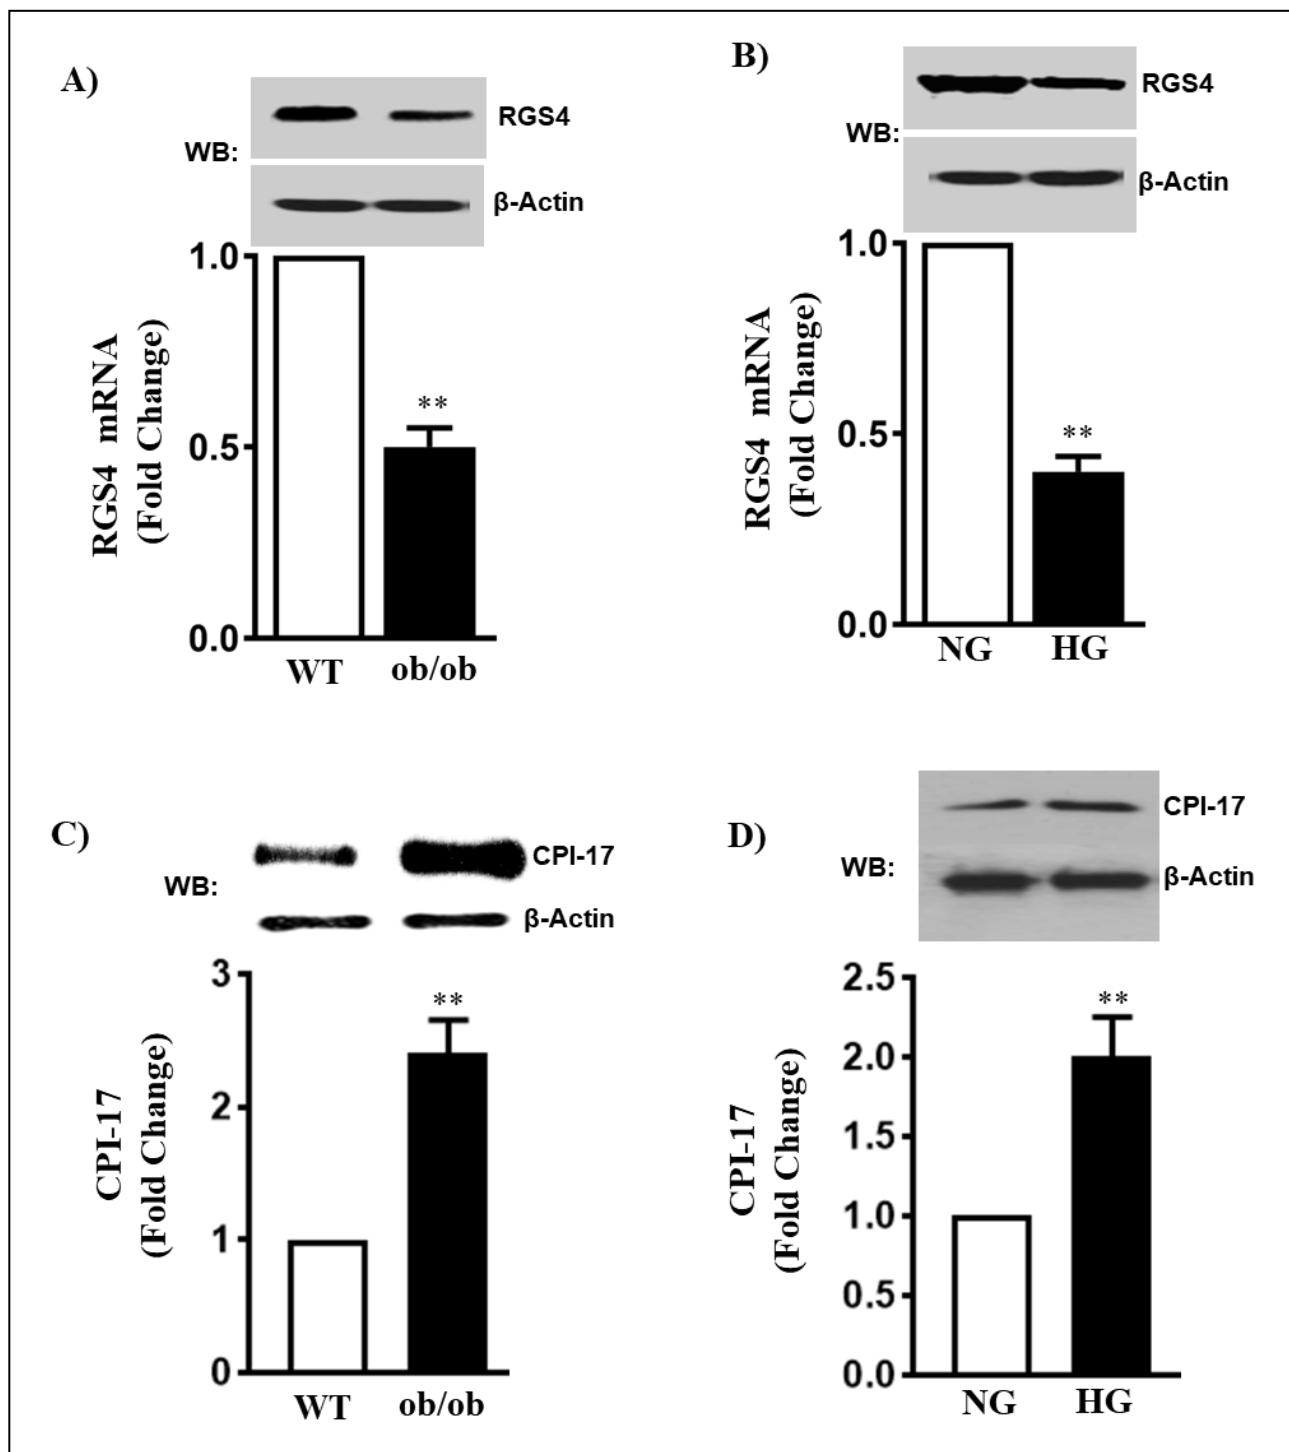 A)
RGS4
WB:
β-Actin
1.0
0.5
0.0
RGS4 mRNA
(Fold Change)
**
WT
ob/ob
B)
RGS4
WB:
β-Actin
1.0
0.5
0.0
RGS4 mRNA
(Fold Change)
**
NG
HG
C)
CPI-17
WB:
β-Actin
3
2
1
0
CPI-17
(Fold Change)
**
WT
ob/ob
D)
CPI-17
WB:
β-Actin
2.5
2.0
1.5
1.0
0.5
0.0
CPI-17
(Fold Change)
**
NG
HG